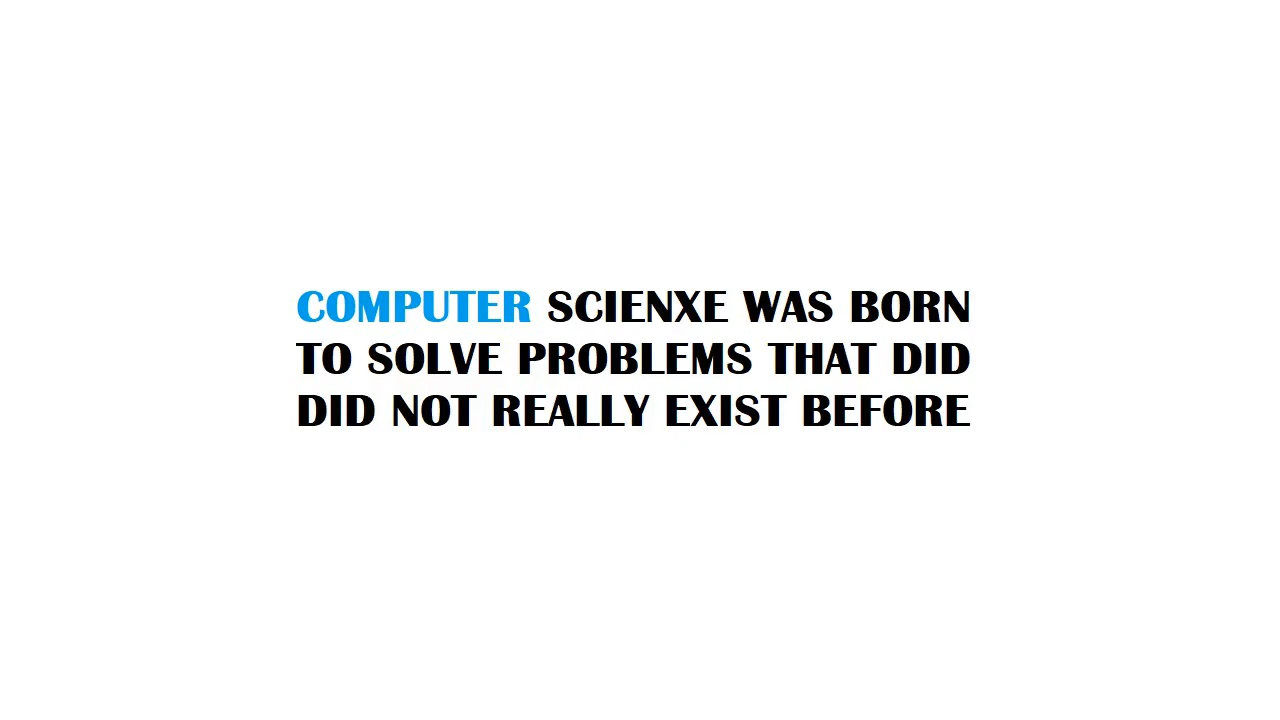 COMPUTER SCIENXE WAS BORN
TO SOLVE PROBLEMS THAT DID
DID NOT REALLY EXIST BEFORE